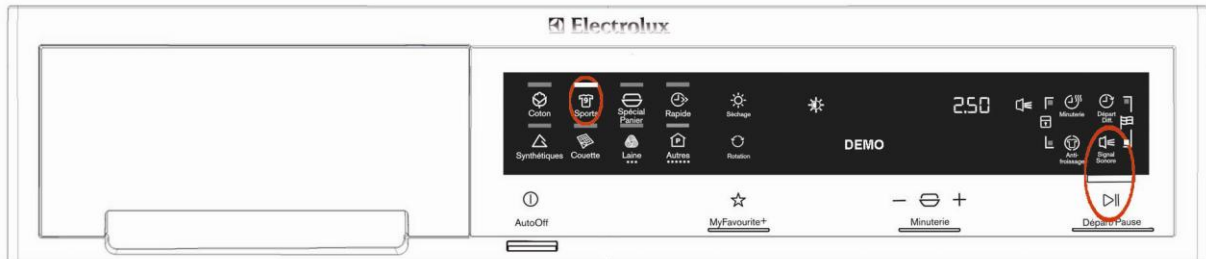 Electrolux
Coton
Sports
Spécial
Panier
Rapide
Séchage
2.50
Minuterie
Départ
Diff.
Synthétiques
Couette
Laine
Autres
Rotation
DEMO
Anti-
froissage
Signal
Sonore
AutoOff
MyFavourite+
Minuterie
Départ/Pause